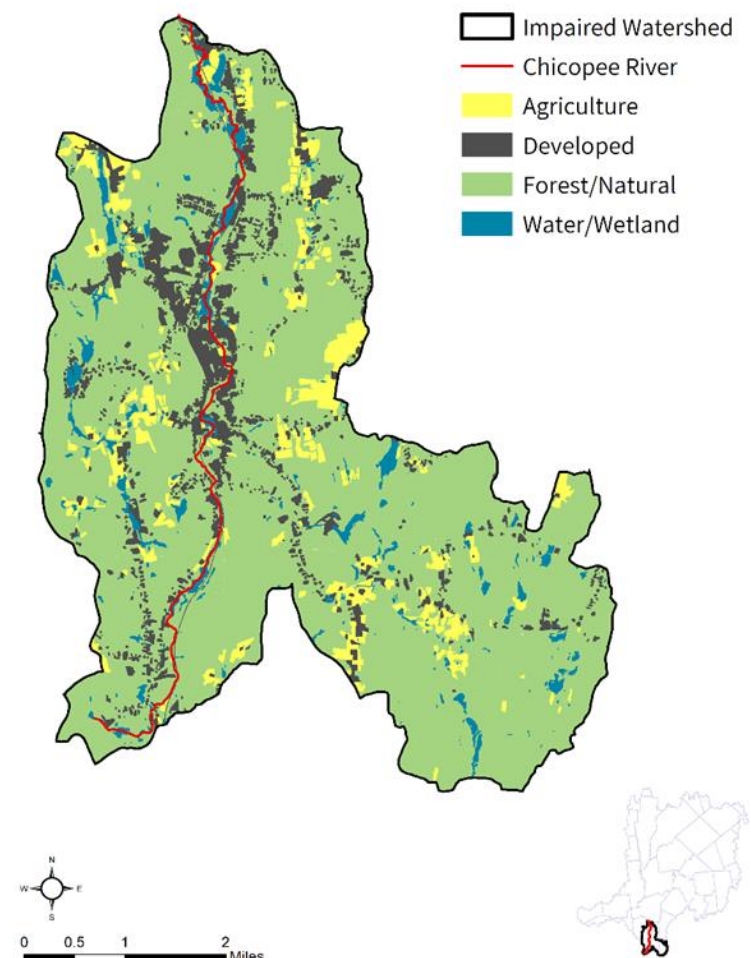 Impaired Watershed
Chicopee River
Agriculture
Developed
Forest/Natural
Water/Wetland
N
W E
S
0 0.5 1 2
Miles